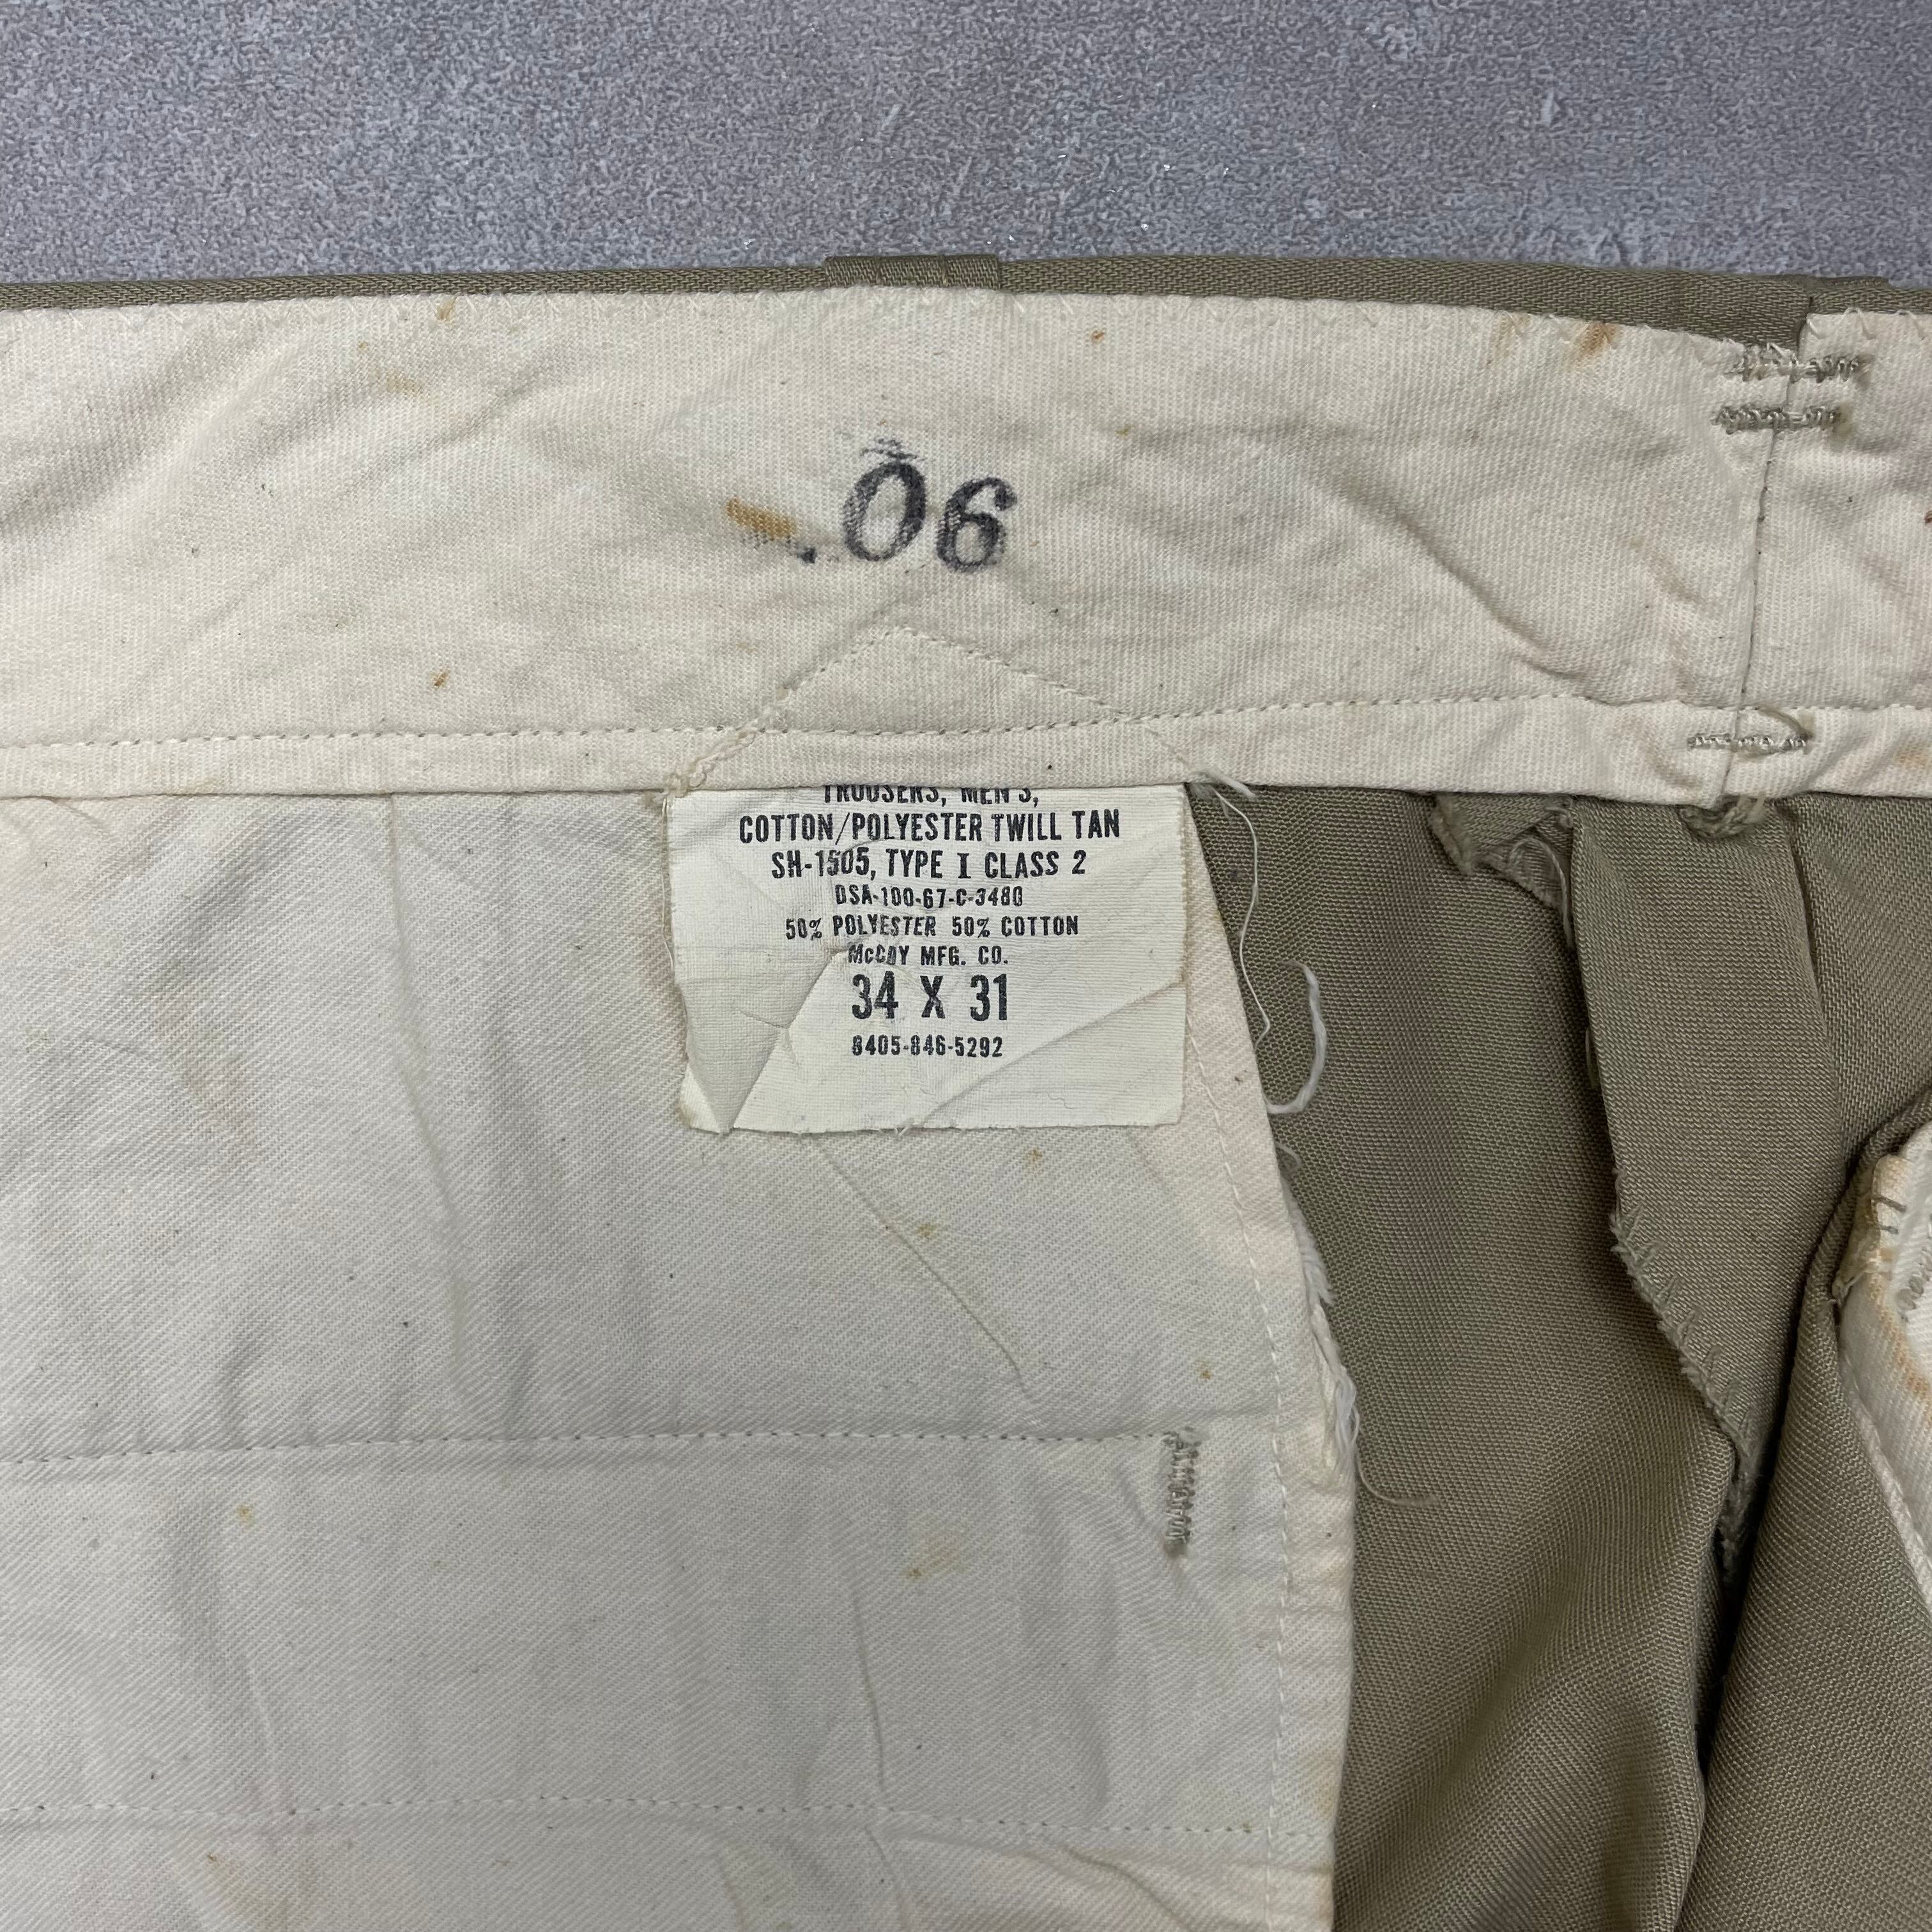 .06
TROUSERS, MEN'S,
COTTON/POLYESTER TWILL TAN
SH-1505, TYPE I CLASS 2
DSA-100-67-C-3480
50% POLYESTER 50% COTTON
McCOY MFG. CO.
34 X 31
8405-846-5292